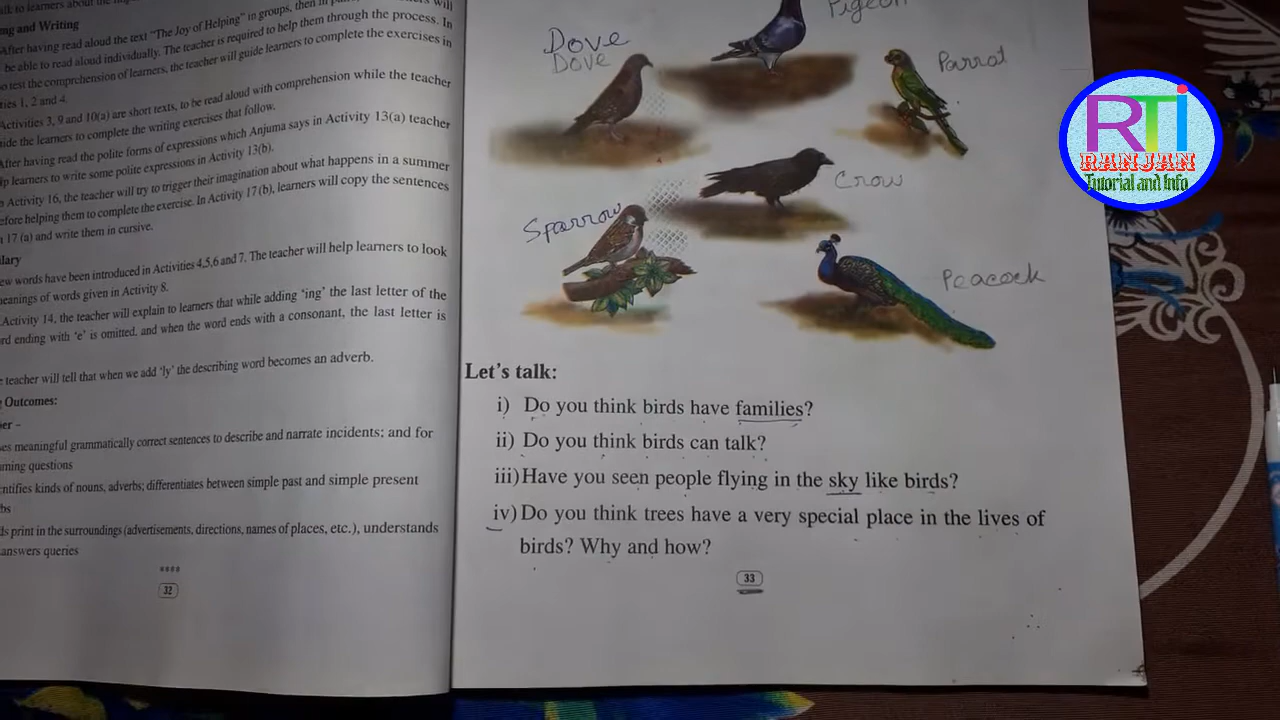 ng and Writing
After having read aloud the text "The Joy of Helping" in groups, then in
be able to read aloud individually. The teacher is required to help them through the process. In
o test the comprehension of learners, the teacher will guide learners to complete the exercises in
ties 1, 2 and 4.
Activities 3, 9 and 10(a) are short texts, to be read aloud with comprehension while the teacher
ide the learners to complete the writing exercises that follow.
After having read the polite forms of expressions which Anjuma says in Activity 13(a) teacher
lp learners to write some polite expressions in Activity 13(b).
n Activity 16, the teacher will try to trigger their imagination about what happens in a summer
efore helping them to complete the exercise. In Activity 17 (b), learners will copy the sentences
n 17 (a) and write them in cursive.
lary
ew words have been introduced in Activities 4,5,6 and 7. The teacher will help learners to look
eanings of words given in Activity 8.
Activity 14, the teacher will explain to learners that while adding 'ing' the last letter of the
rd ending with 'e' is omitted. and when the word ends with a consonant, the last letter is
e teacher will tell that when we add 'ly' the describing word becomes an adverb.
g Outcomes:
er –
es meaningful grammatically correct sentences to describe and narrate incidents; and for
ming questions
entifies kinds of nouns, adverbs; differentiates between simple past and simple present
bs
ds print in the surroundings (advertisements, directions, names of places, etc.), understands
answers queries
****
32
Pigeon
Dove
Dove
Parrot
Crow
Sparrow
Peacock
Let's talk:
i) Do you think birds have families?
ii) Do you think birds can talk?
iii) Have you seen people flying in the sky like birds?
iv) Do you think trees have a very special place in the lives of
birds? Why and how?
33
RTI
RANJAN
Tutorial and Info